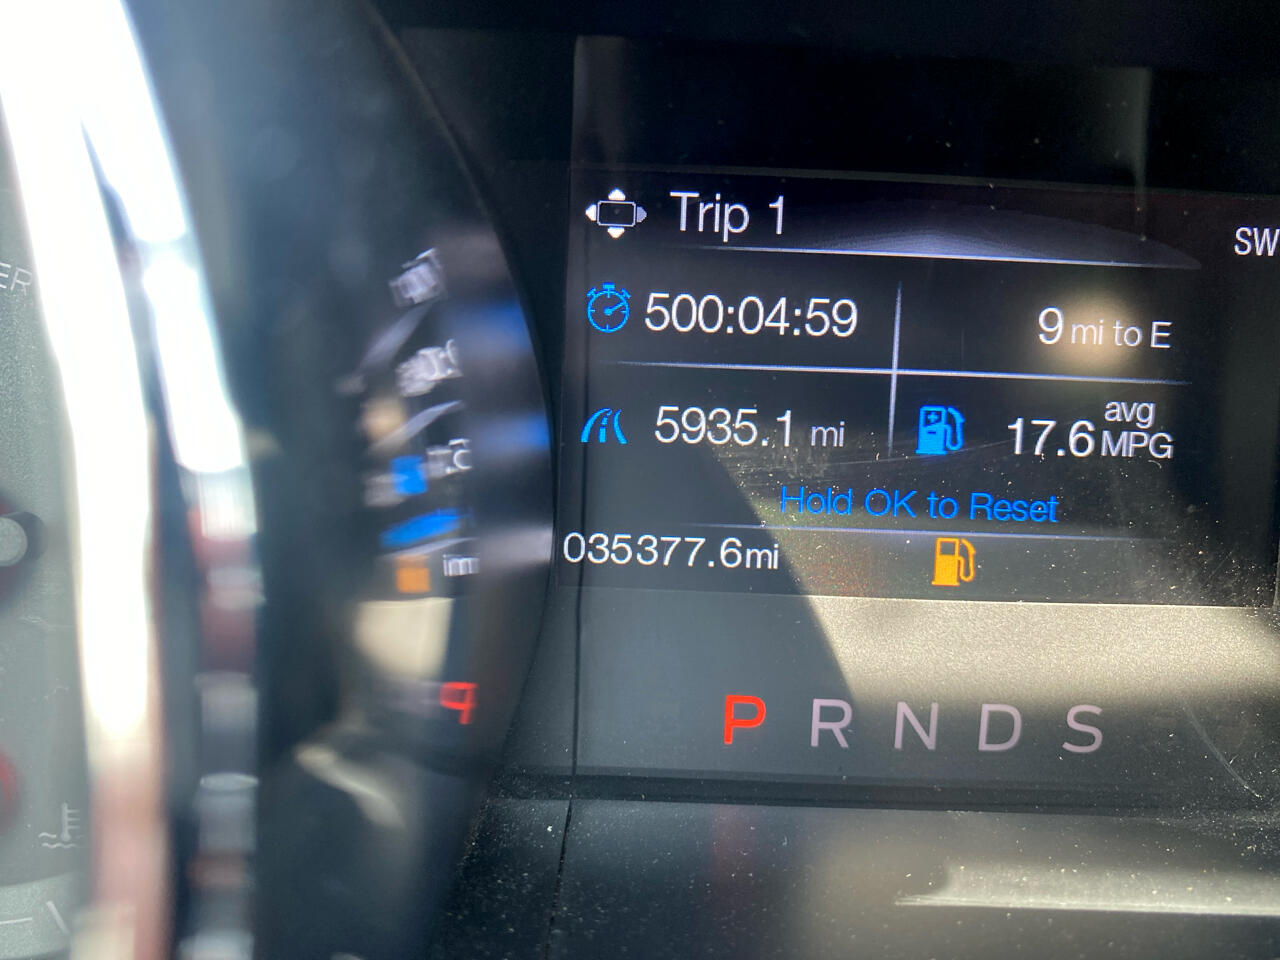 Trip 1
SW
500:04:59
9 mi to E
5935.1 mi
avg
17.6 MPG
Hold OK to Reset
035377.6mi
P R N D S
ER